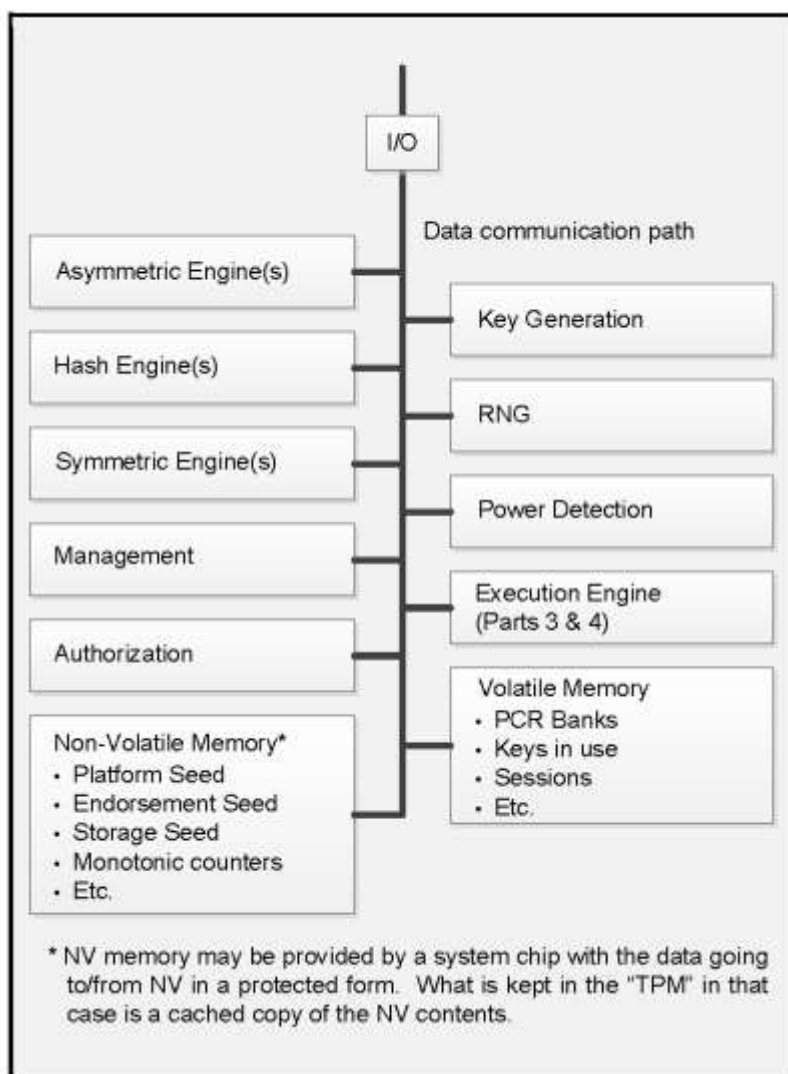 I/O
Data communication path
Asymmetric Engine(s)
Key Generation
Hash Engine(s)
RNG
Symmetric Engine(s)
Power Detection
Management
Execution Engine
(Parts 3 & 4)
Authorization
Volatile Memory
• PCR Banks
• Keys in use
• Sessions
• Etc.
Non-Volatile Memory*
• Platform Seed
• Endorsement Seed
• Storage Seed
• Monotonic counters
• Etc.
* NV memory may be provided by a system chip with the data going
to/from NV in a protected form. What is kept in the "TPM" in that
case is a cached copy of the NV contents.